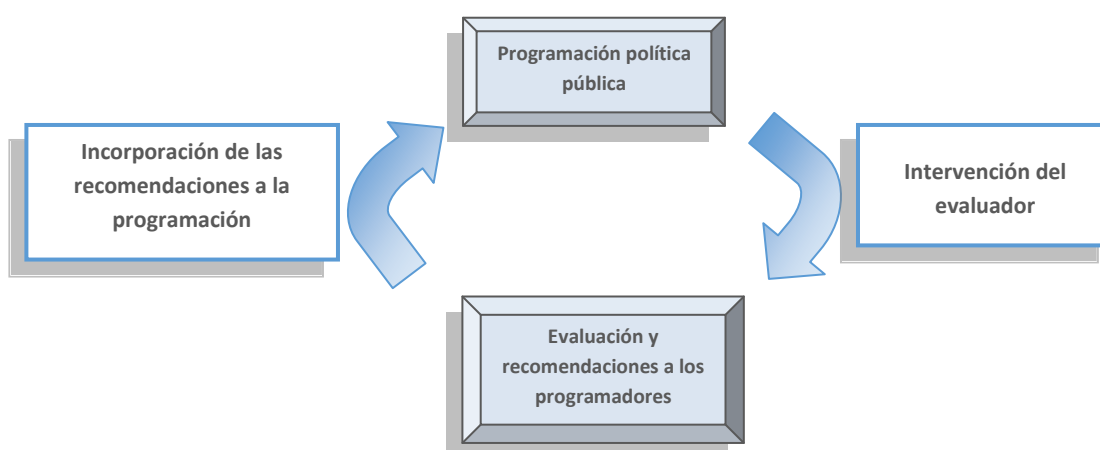 Programación política
pública
Incorporación de las
recomendaciones a la
programación
Intervención del
evaluador
Evaluación y
recomendaciones a los
programadores